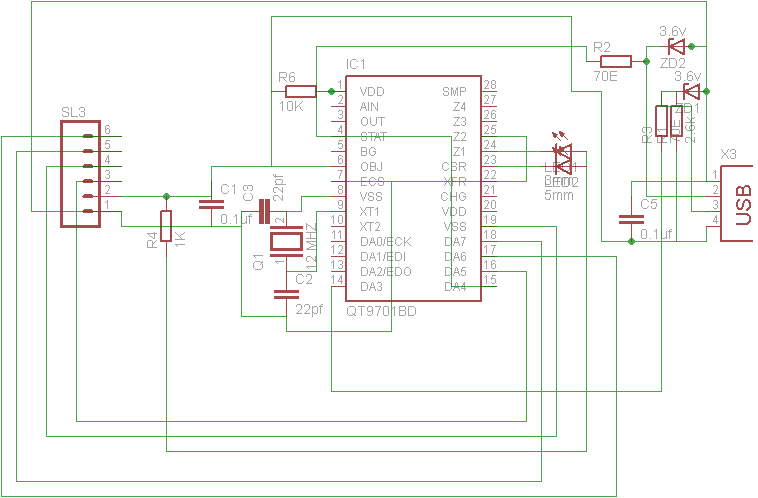 3.6v
R2
ZD2
70E
3.6v
IC1
R6
10K
1 VDD SMP 28
2 AIN Z4 27
3 OUT Z3 26
4 STAT Z2 25
5 BG Z1 24
6 OBJ CSR 23
7 ECS XFR 22
8 VSS CHG 21
9 XT1 VDD 20
10 XT2 VSS 19
11 DA0/ECK DA7 18
12 DA1/EDI DA6 17
13 DA2/EDO DA5 16
14 DA3 DA4 15
QT9701BD
SL3
6
5
4
3
2
1
ZD1
R3
R1
2.6k
X3
1
2
3
4
USB
5mm
C1
0.1uf
C3
22pf
R4
1K
Q1
2
1
12 MHZ
C2
22pf
C5
0.1uf